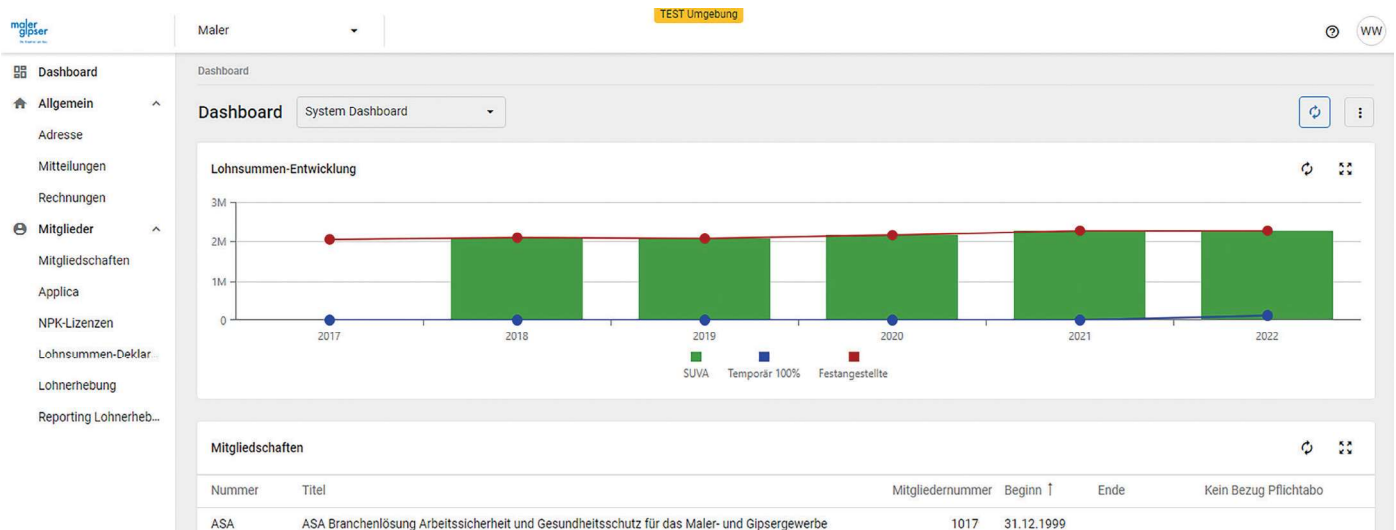 TEST Umgebung
maler
gipser
Maler
WW
Dashboard
Allgemein
Adresse
Mitteilungen
Rechnungen
Mitglieder
Mitgliedschaften
Applica
NPK-Lizenzen
Lohnsummen-Deklar...
Lohnerhebung
Reporting Lohnerheb...
Dashboard
Dashboard System Dashboard
Lohnsummen-Entwicklung
3M
2M
1M
0
2017 2018 2019 2020 2021 2022
SUVA Temporär 100% Festangestellte
Mitgliedschaften
Nummer Titel Mitgliedernummer Beginn ↑ Ende Kein Bezug Pflichtabo
ASA ASA Branchenlösung Arbeitssicherheit und Gesundheitsschutz für das Maler- und Gipsergewerbe 1017 31.12.1999